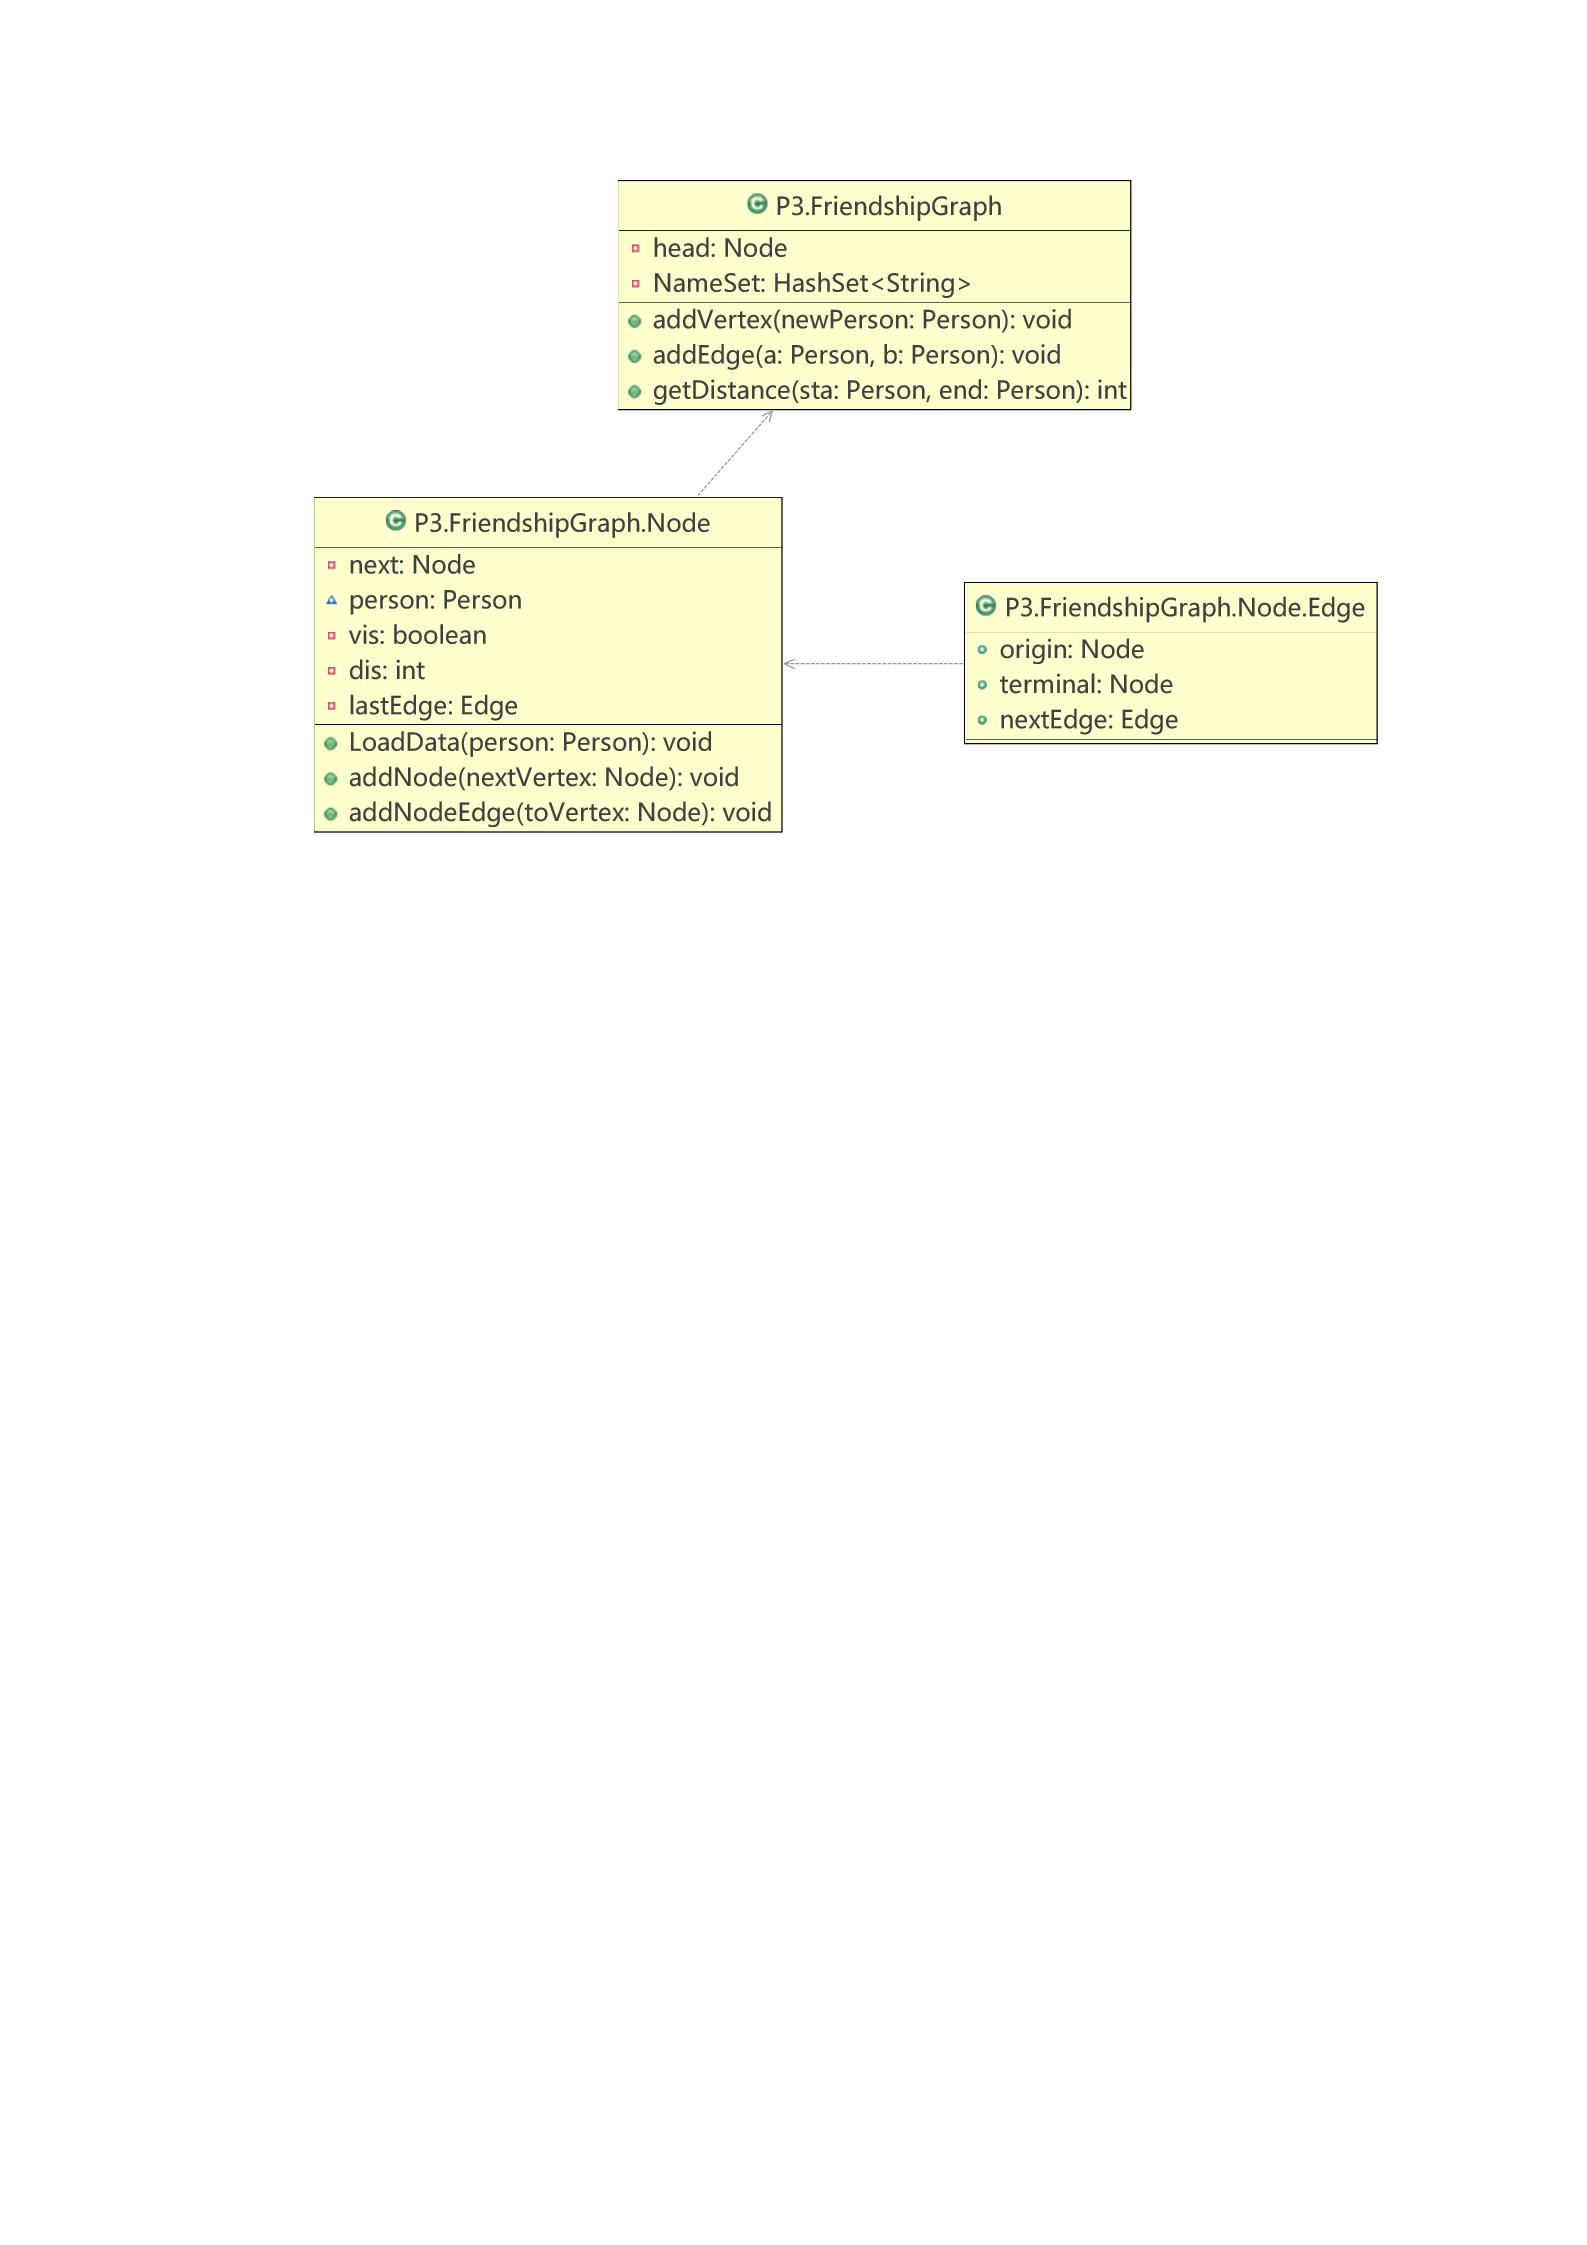 P3.FriendshipGraph
head: Node
NameSet: HashSet<String>
addVertex(newPerson: Person): void
addEdge(a: Person, b: Person): void
getDistance(sta: Person, end: Person): int
P3.FriendshipGraph.Node
next: Node
person: Person
vis: boolean
dis: int
lastEdge: Edge
LoadData(person: Person): void
addNode(nextVertex: Node): void
addNodeEdge(toVertex: Node): void
P3.FriendshipGraph.Node.Edge
origin: Node
terminal: Node
nextEdge: Edge